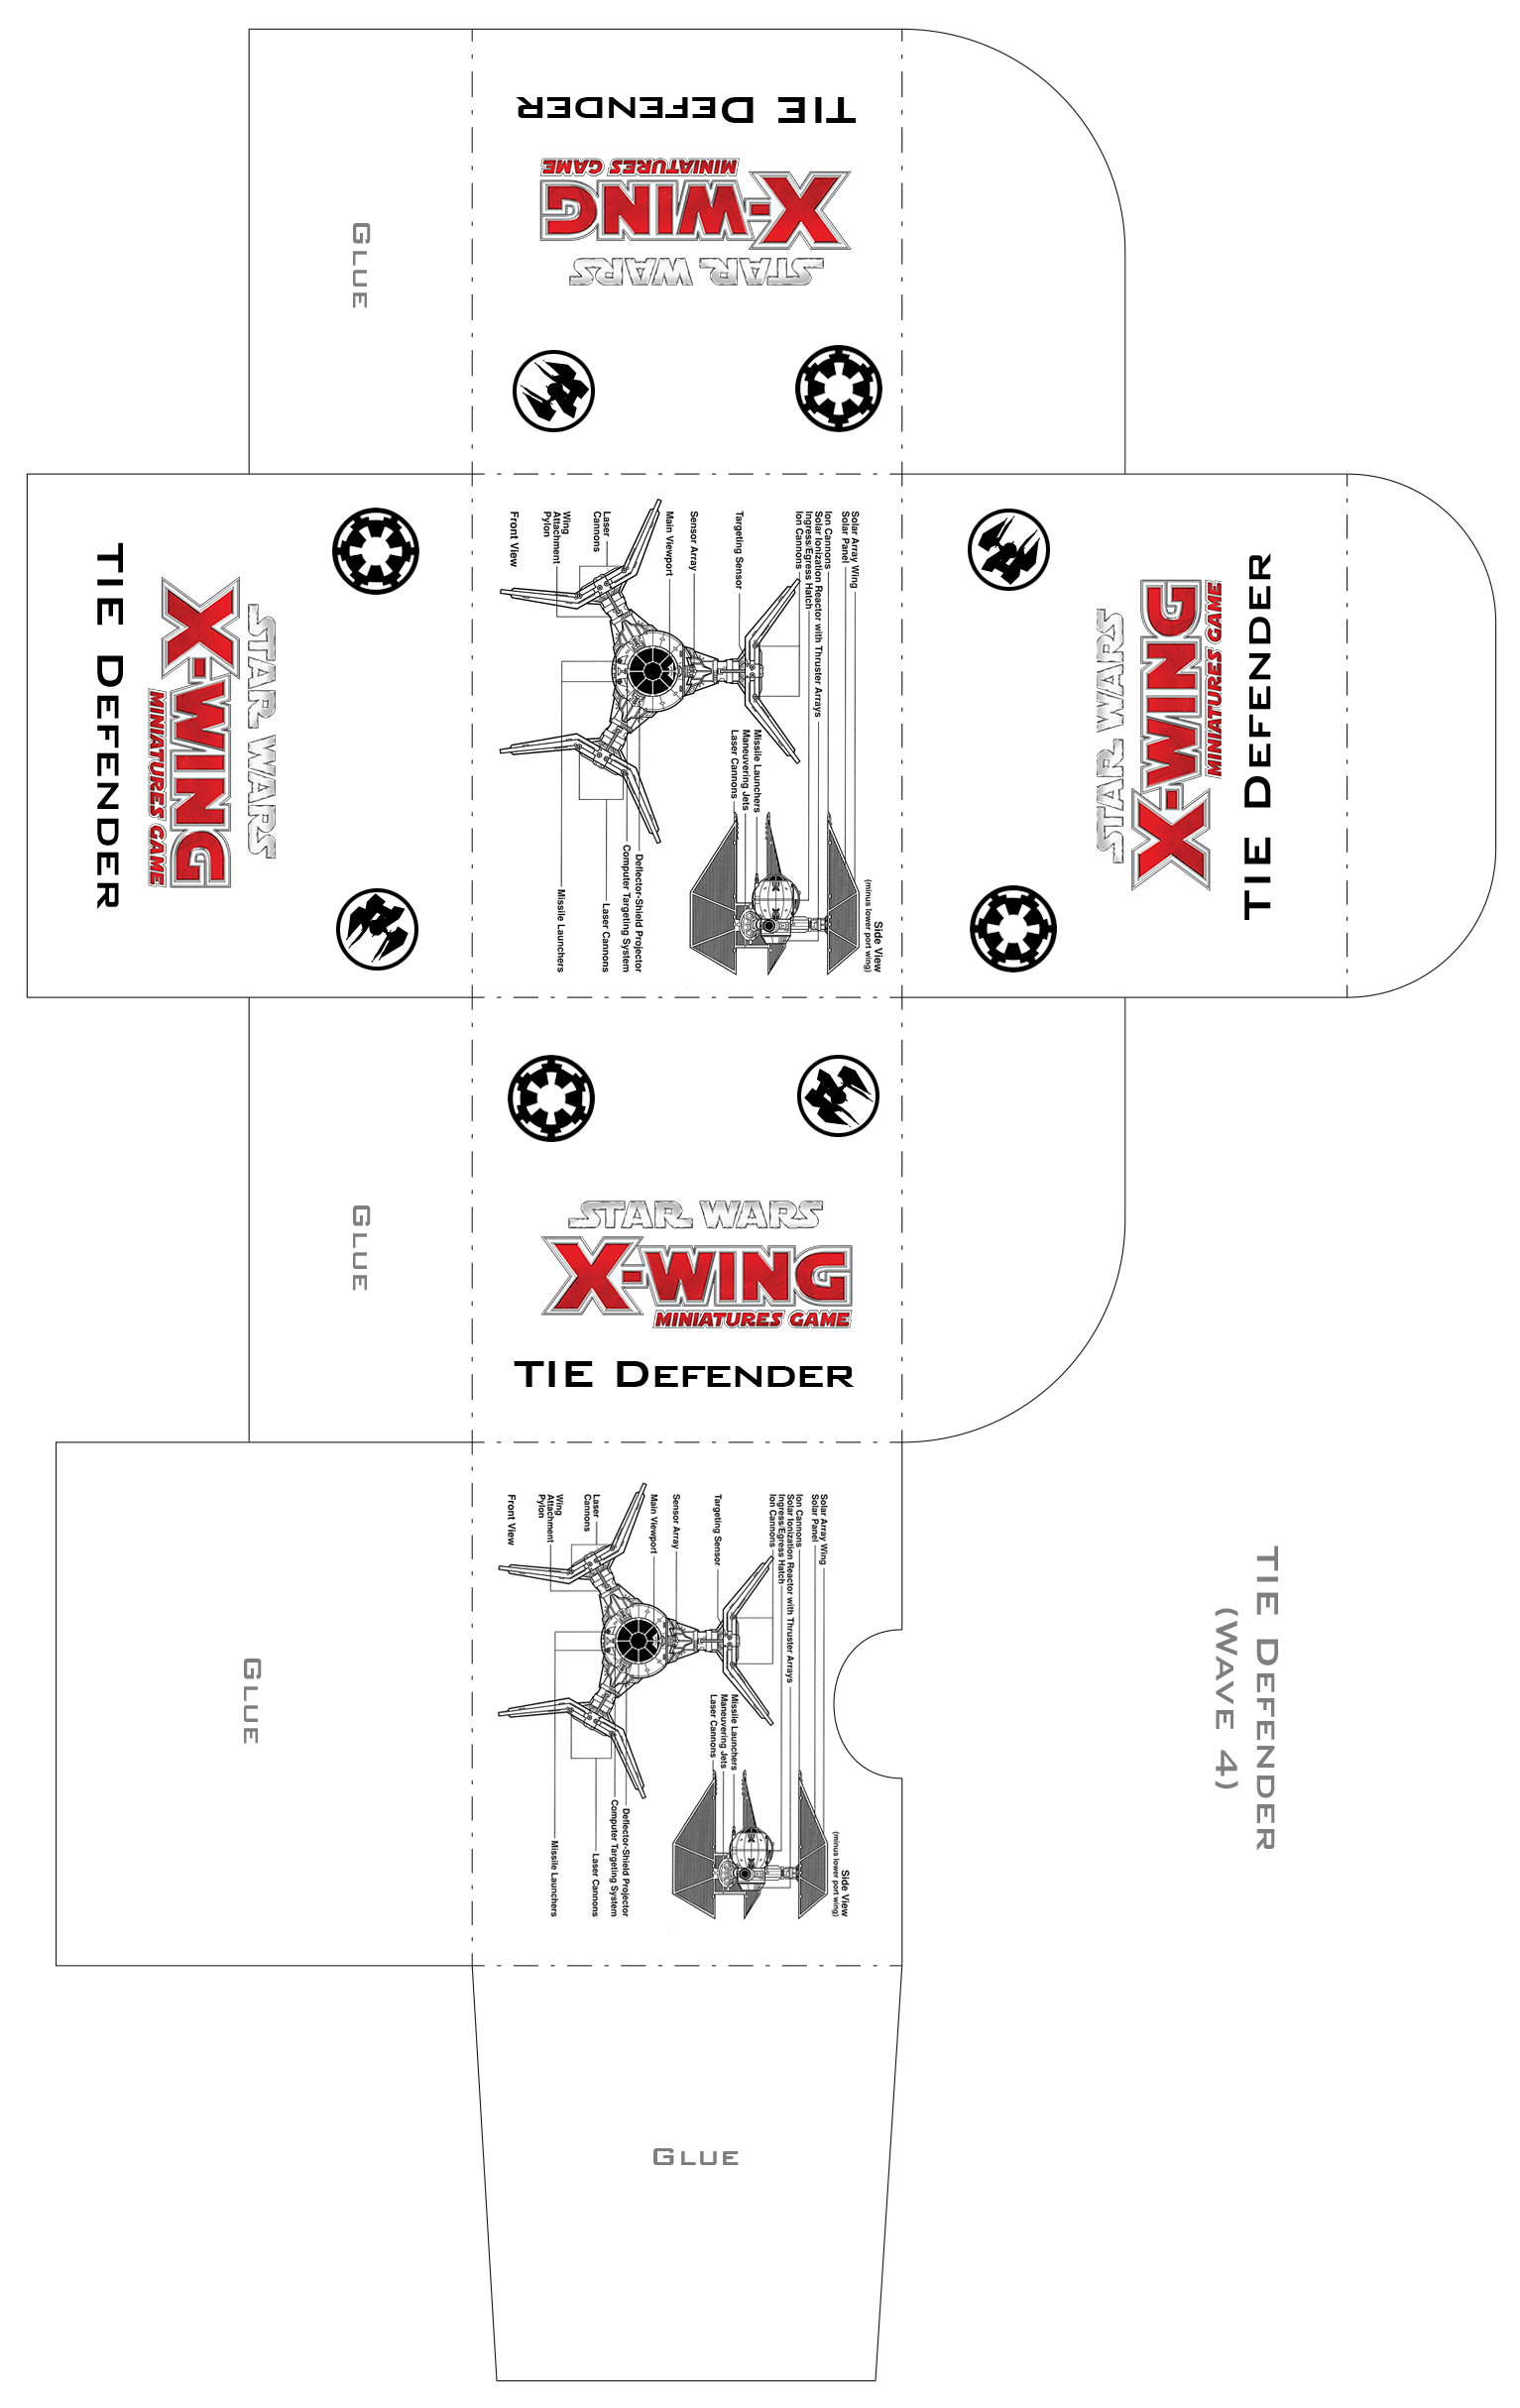 TIE Defender
STAR WARS
X-WING
MINIATURES GAME
Glue
TIE Defender
STAR WARS
X-WING
MINIATURES GAME
Solar Array Wing
Solar Panel
Ion Cannons
Solar Ionization Reactor with Thruster Arrays
Ingress/Egress Hatch
Ion Cannons
Targeting Sensor
Sensor Array
Main Viewport
Laser
Cannons
Wing
Attachment
Pylon
Front View
Missile Launchers
Maneuvering Jets
Laser Cannons
Side View
(minus lower port wing)
Deflector-Shield Projector
Computer Targeting System
Laser Cannons
Missile Launchers
STAR WARS
X-WING
MINIATURES GAME
TIE Defender
Glue
STAR WARS
X-WING
MINIATURES GAME
TIE Defender
Glue
Solar Array Wing
Solar Panel
Ion Cannons
Solar Ionization Reactor with Thruster Arrays
Ingress/Egress Hatch
Ion Cannons
Targeting Sensor
Sensor Array
Main Viewport
Laser
Cannons
Wing
Attachment
Pylon
Front View
Missile Launchers
Maneuvering Jets
Laser Cannons
Side View
(minus lower port wing)
Deflector-Shield Projector
Computer Targeting System
Laser Cannons
Missile Launchers
TIE Defender
(Wave 4)
Glue